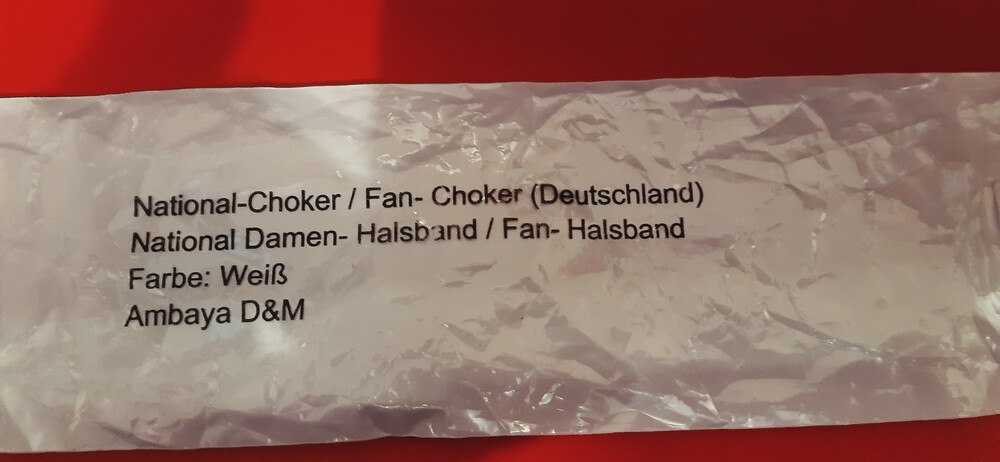 National-Choker / Fan- Choker (Deutschland)
National Damen- Halsband / Fan- Halsband
Farbe: Weiß
Ambaya D&M